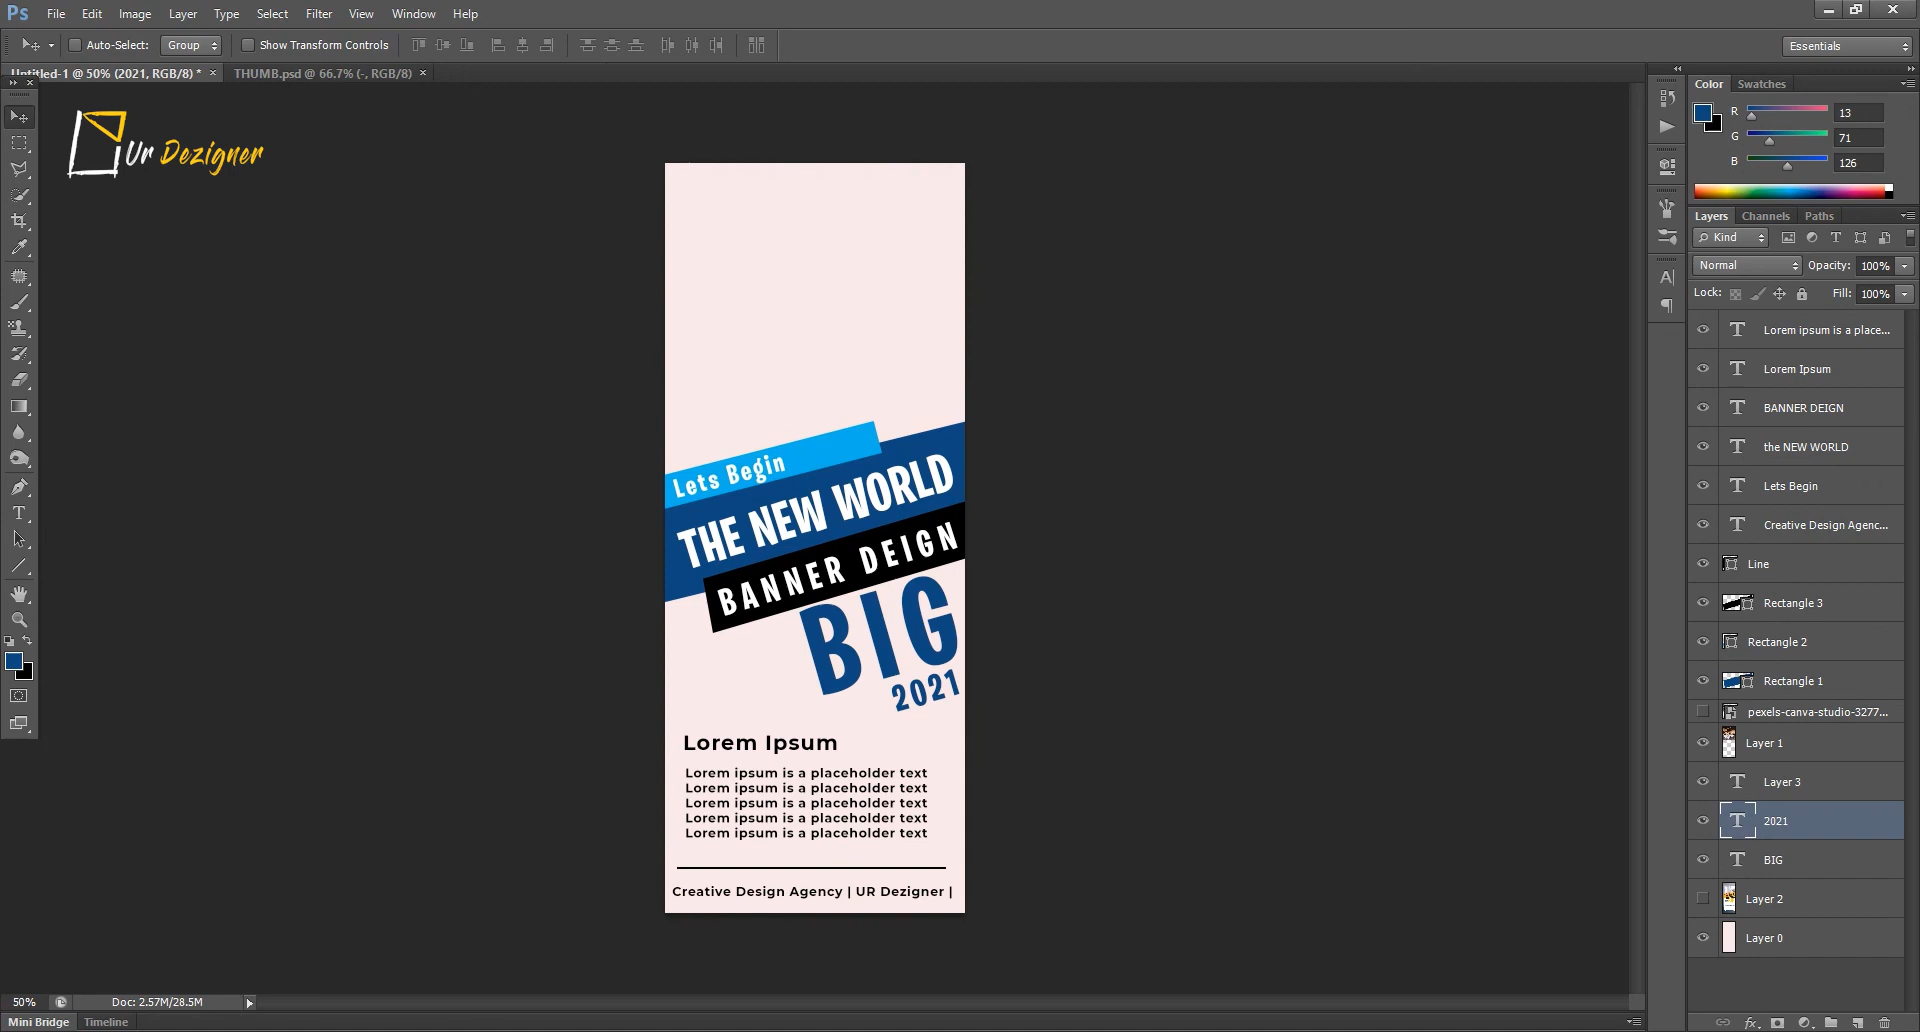 Ps File Edit Image Layer Type Select Filter View Window Help
Auto-Select: Group Show Transform Controls Essentials
Untitled-1 @ 50% (2021, RGB/8) * × THUMB.psd @ 66.7% (-, RGB/8) ×
Ur Dezigner
Lets Begin
THE NEW WORLD
BANNER DEIGN
BIG
2021
Lorem Ipsum
Lorem ipsum is a placeholder text
Lorem ipsum is a placeholder text
Lorem ipsum is a placeholder text
Lorem ipsum is a placeholder text
Lorem ipsum is a placeholder text
Creative Design Agency | UR Dezigner |
Color Swatches
R 13
G 71
B 126
Layers Channels Paths
Kind
Normal Opacity: 100%
Lock: Fill: 100%
Lorem ipsum is a place...
Lorem Ipsum
BANNER DEIGN
the NEW WORLD
Lets Begin
Creative Design Agenc...
Line
Rectangle 3
Rectangle 2
Rectangle 1
pexels-canva-studio-3277...
Layer 1
Layer 3
2021
BIG
Layer 2
Layer 0
50% Doc: 2.57M/28.5M
Mini Bridge Timeline